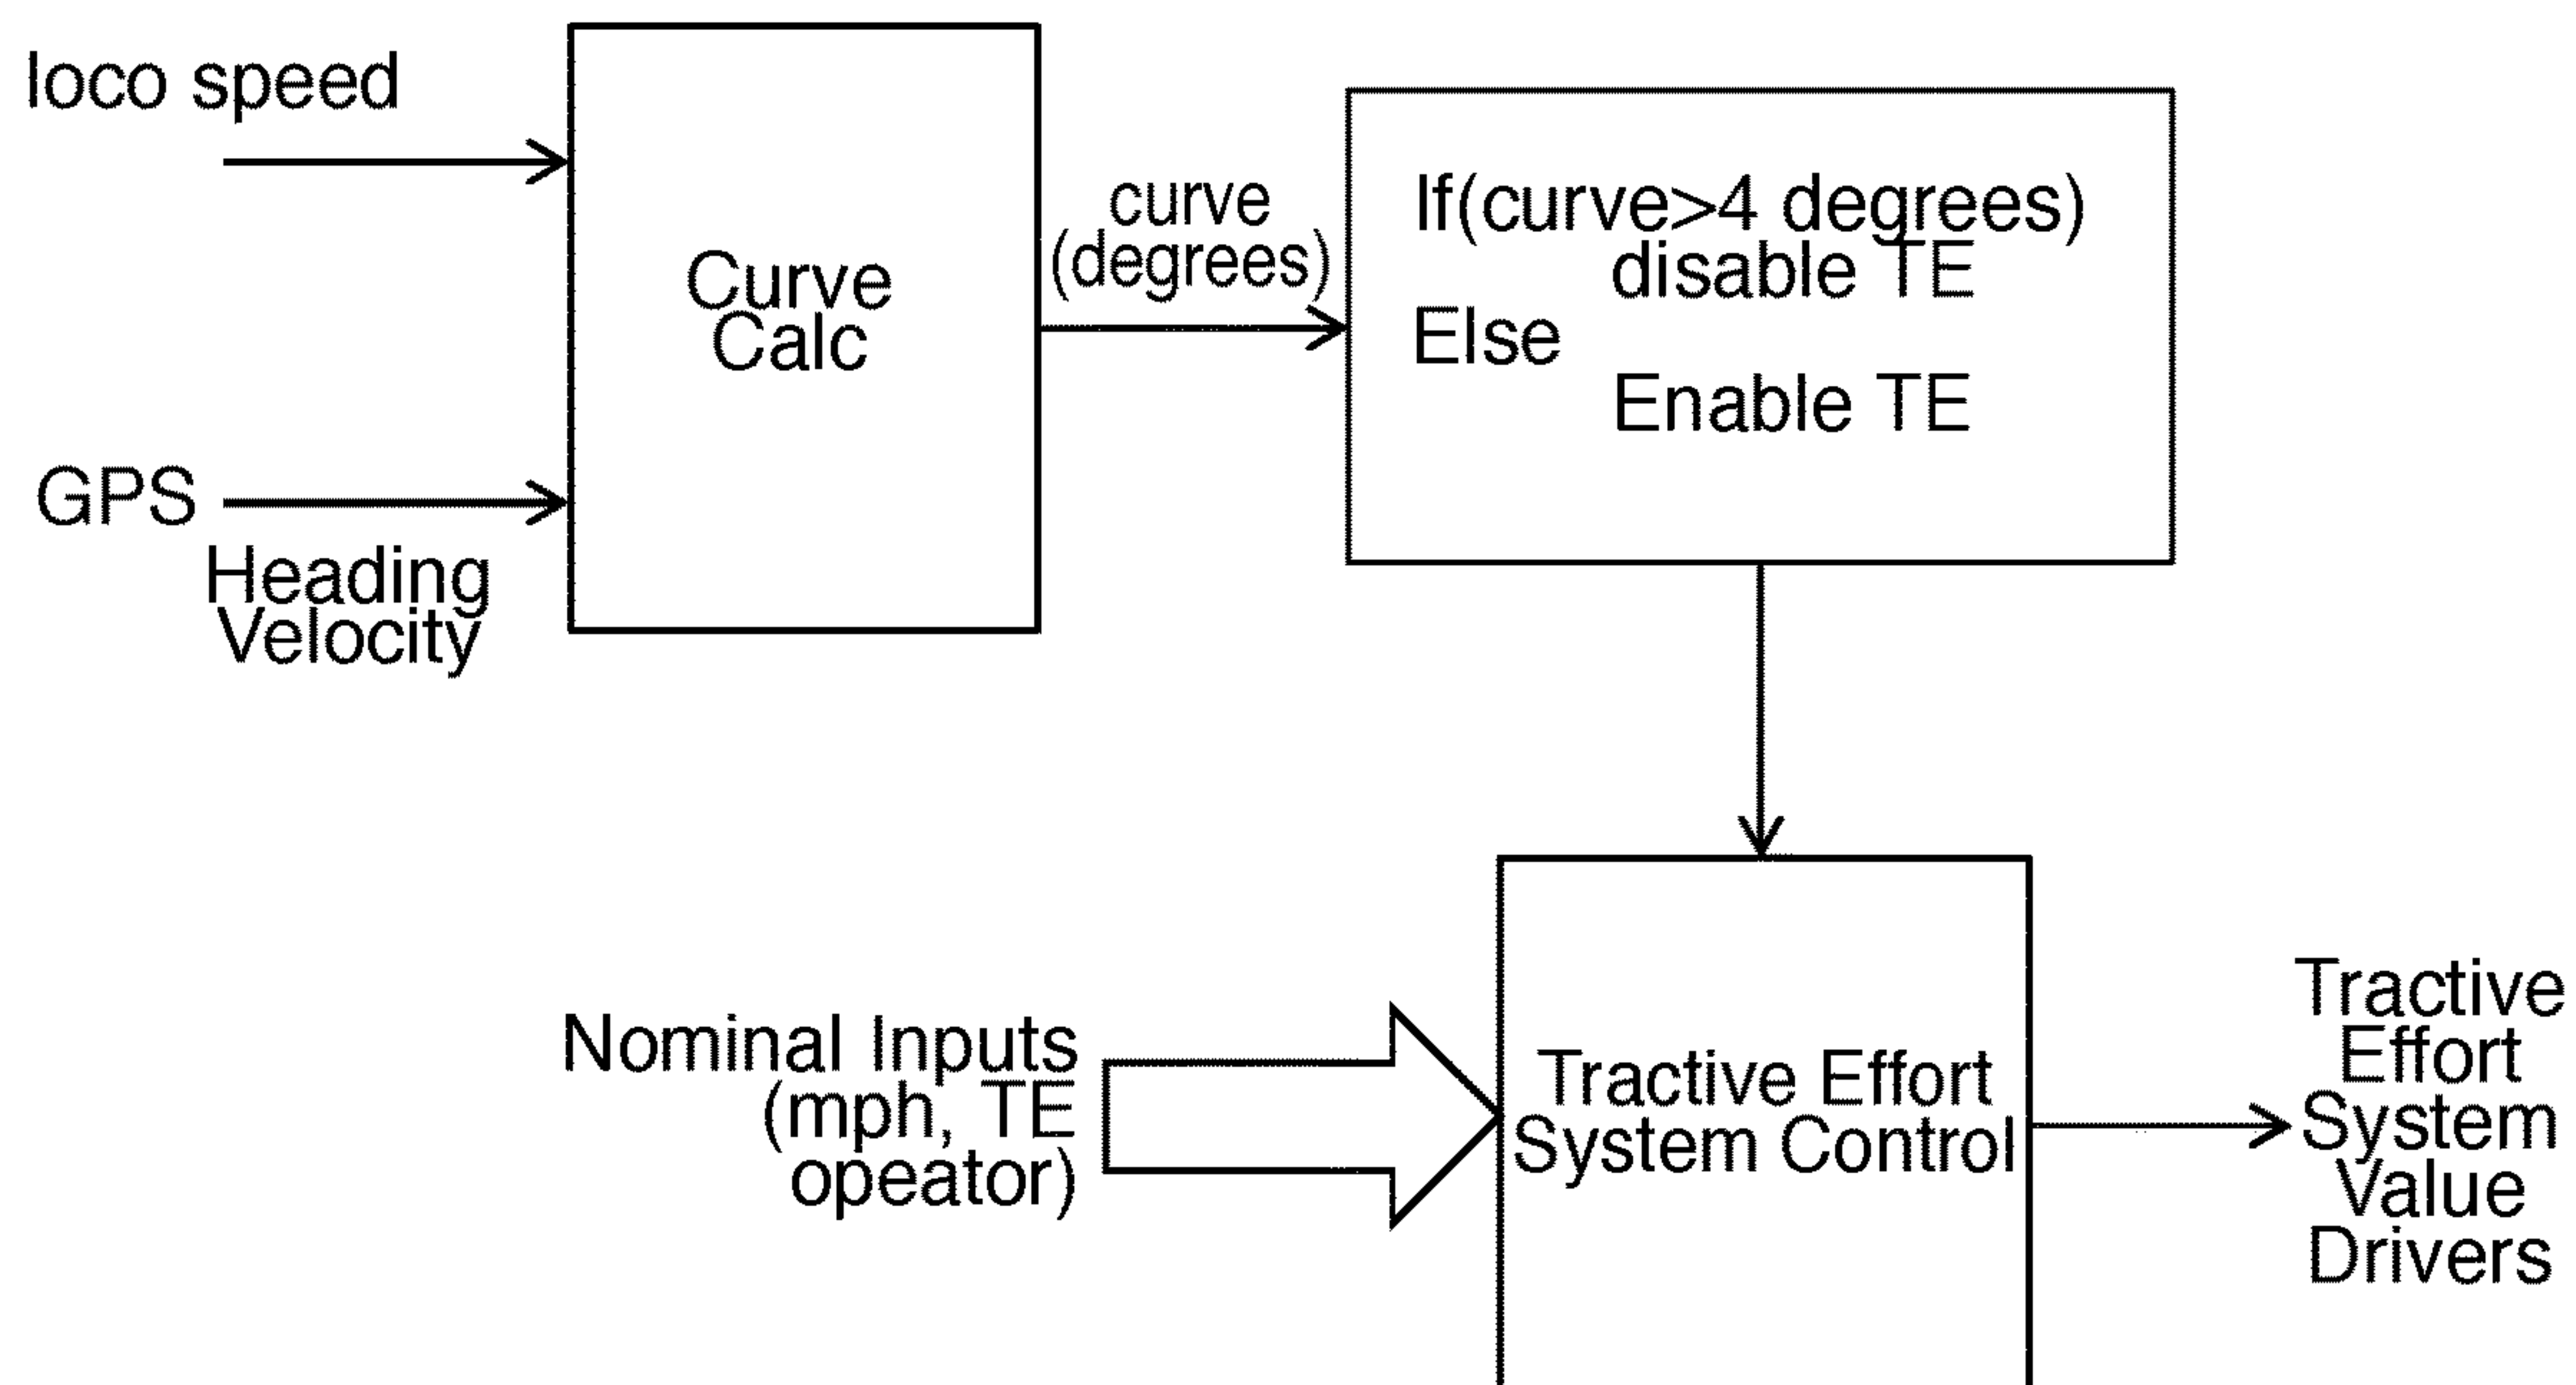 loco speed
GPS
Heading
Velocity
Curve
Calc
curve
(degrees)
If(curve>4 degrees)
disable TE
Else
Enable TE
Nominal Inputs
(mph, TE
opeator)
Tractive Effort
System Control
Tractive
Effort
System
Value
Drivers